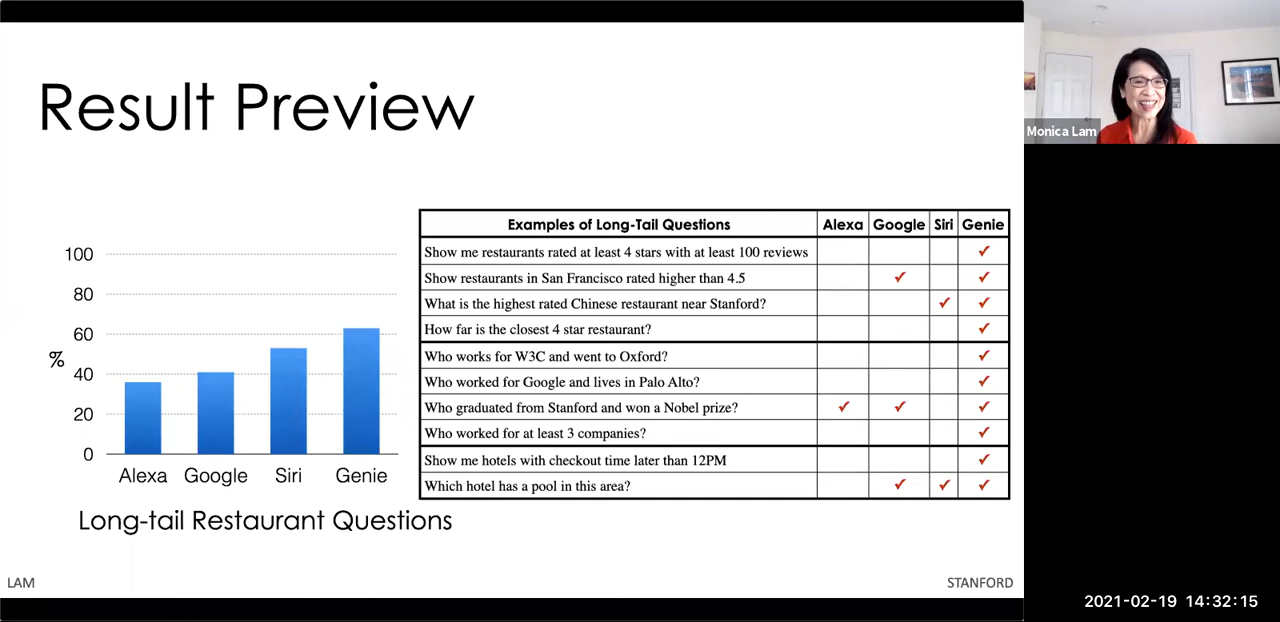 Result Preview
Monica Lam
100
80
60
%
40
20
0
Alexa Google Siri Genie
Long-tail Restaurant Questions
Examples of Long-Tail Questions Alexa Google Siri Genie
Show me restaurants rated at least 4 stars with at least 100 reviews ✓
Show restaurants in San Francisco rated higher than 4.5 ✓ ✓
What is the highest rated Chinese restaurant near Stanford? ✓ ✓
How far is the closest 4 star restaurant? ✓
Who works for W3C and went to Oxford? ✓
Who worked for Google and lives in Palo Alto? ✓
Who graduated from Stanford and won a Nobel prize? ✓ ✓ ✓
Who worked for at least 3 companies? ✓
Show me hotels with checkout time later than 12PM ✓
Which hotel has a pool in this area? ✓ ✓ ✓
LAM
STANFORD
2021-02-19 14:32:15